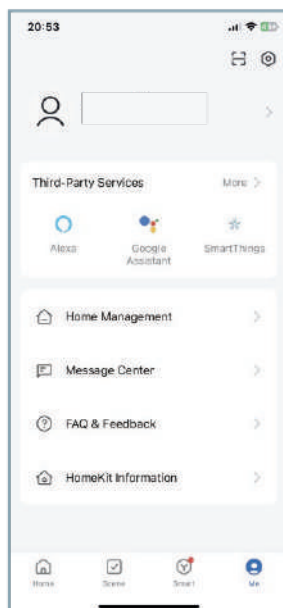 20:53
Third-Party Services More
Alexa Google Assistant SmartThings
Home Management
Message Center
FAQ & Feedback
HomeKit Information
Home Scene Smart Me